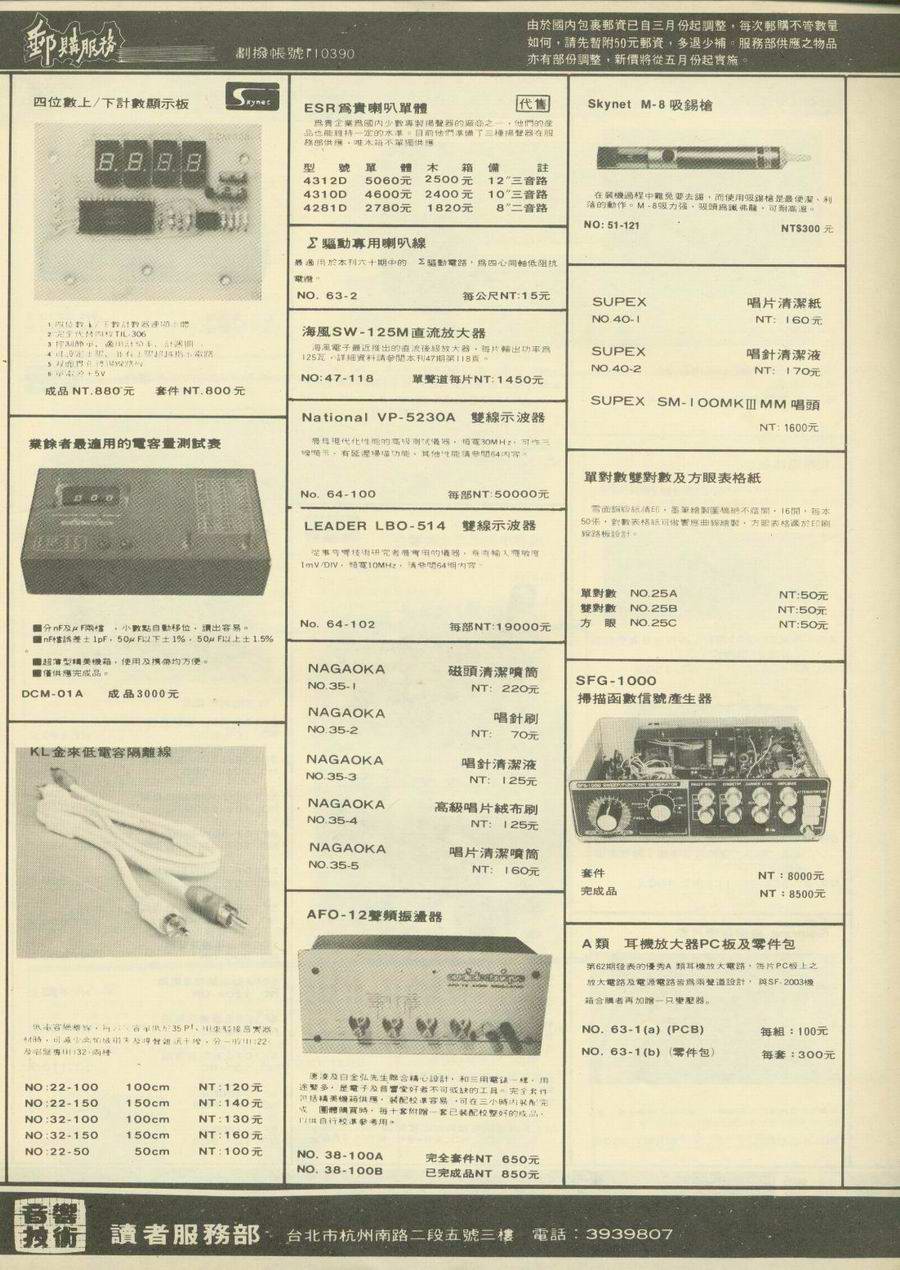 郵購服務
劃撥帳號110390
由於國內包裹郵資已自三月份起調整，每次郵購不管數量
如何，請先暫附50元郵資，多退少補。服務部供應之物品
亦有部份調整，新價將從五月份起實施。
四位數上/下計數顯示板
Skynet
2 完全代替四枚TIL-306
成品 NT.880元 套件 NT.800元
業餘者最適用的電容量測試表
■分nF及μF兩檔，小數點自動移位，讀出容易。
■nF檔誤差±1pF，50μF以下±1%，50μF以上±1.5%
。
■超薄型精美機箱，使用及攜帶均方便。
■僅供應完成品。
DCM-01A 成品3000元
KL金來低電容隔離線
NO:22-100 100cm NT:120元
NO:22-150 150cm NT:140元
NO:32-100 100cm NT:130元
NO:32-150 150cm NT:160元
NO:22-50 50cm NT:100元
ESR爲貴喇叭單體 代售
爲貴企業爲國內少數專製揚聲器的廠商之一，他們的產
品也能維持一定的水準。目前他們準備了三種揚聲器在服
務部供應，唯木箱不單獨供應
型號 單體 木箱 備註
4312D 5060元 2500元 12"三音路
4310D 4600元 2400元 10"三音路
4281D 2780元 1820元 8"二音路
Σ驅動專用喇叭線
最適用於本刊六十期中的 Σ驅動電路，爲四心同軸低阻抗
電纜。
NO. 63-2 每公尺NT:15元
海風SW-125M直流放大器
海風電子最近推出的直流後級放大器，每片輸出功率爲
125瓦，詳細資料請參閱本刊47期第118頁。
NO:47-118 單聲道每片NT:1450元
National VP-5230A 雙線示波器
最具現代化性能的高級測試儀器，頻寬30MHz，可作三
線顯示，有延遲掃描功能，其他性能請參閱64內容。
No. 64-100 每部NT:50000元
LEADER LBO-514 雙線示波器
從事音響技術研究者最實用的儀器，垂直輸入靈敏度
1mV/DIV，頻寬10MHz，請參閱64期內容。
No. 64-102 每部NT:19000元
NAGAOKA 磁頭清潔噴筒
NO.35-1 NT: 220元
NAGAOKA 唱針刷
NO.35-2 NT: 70元
NAGAOKA 唱針清潔液
NO.35-3 NT: 125元
NAGAOKA 高級唱片絨布刷
NO.35-4 NT: 125元
NAGAOKA 唱片清潔噴筒
NO.35-5 NT: 160元
AFO-12聲頻振盪器
唐凌及白金弘先生聯合精心設計，和三用電錶一樣，用
途繁多，是電子及音響愛好者不可或缺的工具。完全套件
包括精美機箱供應，裝配校準容易，可在三小時內裝配完
成 團體購買時，每十套附贈一套已裝配校整好的成品，
可供自行校準參考用。
NO. 38-100A 完全套件NT 650元
NO. 38-100B 已完成品NT 850元
Skynet M-8吸錫槍
在裝機過程中難免要去錫，而使用吸錫槍是最便潔、利
落的動作。M-8吸力強，吸頭爲鐵弗龍，可耐高溫。
NO: 51-121 NT$300 元
SUPEX 唱片清潔紙
NO.40-1 NT: 160元
SUPEX 唱針清潔液
NO.40-2 NT: 170元
SUPEX SM-100MKⅢMM唱頭
NT: 1600元
單對數雙對數及方眼表格紙
雪面銅版紙精印，墨筆繪製圖稿絕不陰開，16開，每本
50張，對數表格紙可做響應曲線繪製，方眼表格適於印刷
線路板設計。
單對數 NO.25A NT:50元
雙對數 NO.25B NT:50元
方眼 NO.25C NT:50元
SFG-1000
掃描函數信號產生器
SFG-1000 SWEEP/FUNCTION GENERATOR
套件 NT：8000元
完成品 NT：8500元
A類 耳機放大器PC板及零件包
第62期發表的優秀A 類耳機放大電路，每片PC板上之
放大電路及電源電路皆爲兩聲道設計，與SF-2003機
箱合購者再加贈一只變壓器。
NO. 63-1(a) (PCB) 每組：100元
NO. 63-1(b) (零件包) 每套：300元
音響技術 讀者服務部 台北市杭州南路二段五號三樓 電話：3939807